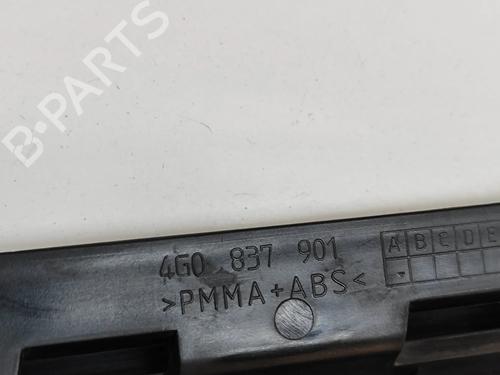 B-PARTS
4G0 837 901
>PMMA+ABS<
A B C D E